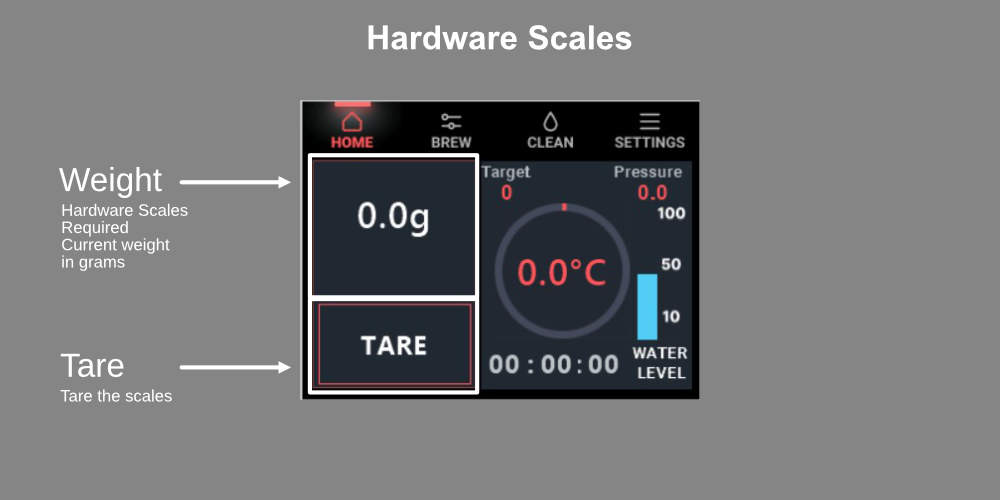 Hardware Scales
HOME BREW CLEAN SETTINGS
Weight
Hardware Scales
Required
Current weight
in grams
0.0g
Target
0
Pressure
0.0
100
0.0°C
50
10
Tare
Tare the scales
TARE
00:00:00
WATER
LEVEL